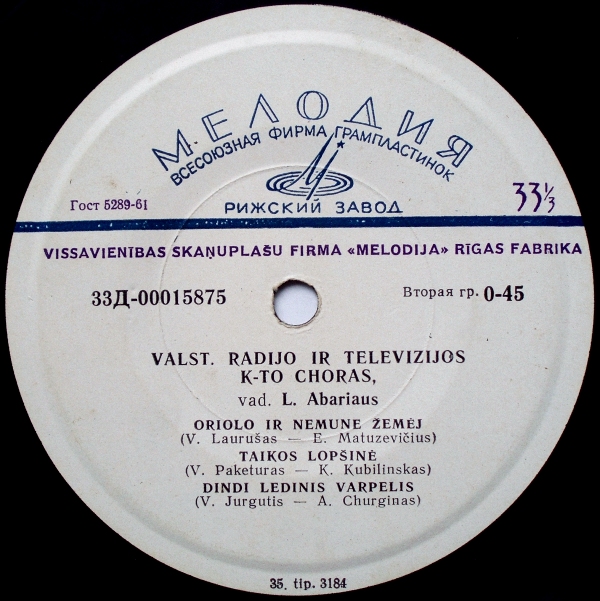 МЕЛОДИЯ
ВСЕСОЮЗНАЯ ФИРМА ГРАМПЛАСТИНОК
Гост 5289-61
33⅓
РИЖСКИЙ ЗАВОД
VISSAVIENĪBAS SKAŅUPLAŠU FIRMA «MELODIJA» RĪGAS FABRIKA
33Д-00015875
Вторая гр. 0-45
VALST. RADIJO IR TELEVIZIJOS
K-TO CHORAS,
vad. L. Abariaus
ORIOLO IR NEMUNE ŽEMĖJ
(V. Laurušas — E. Matuzevičius)
TAIKOS LOPŠINĖ
(V. Paketuras — K. Kubilinskas)
DINDI LEDINIS VARPELIS
(V. Jurgutis — A. Churginas)
35. tip. 3184